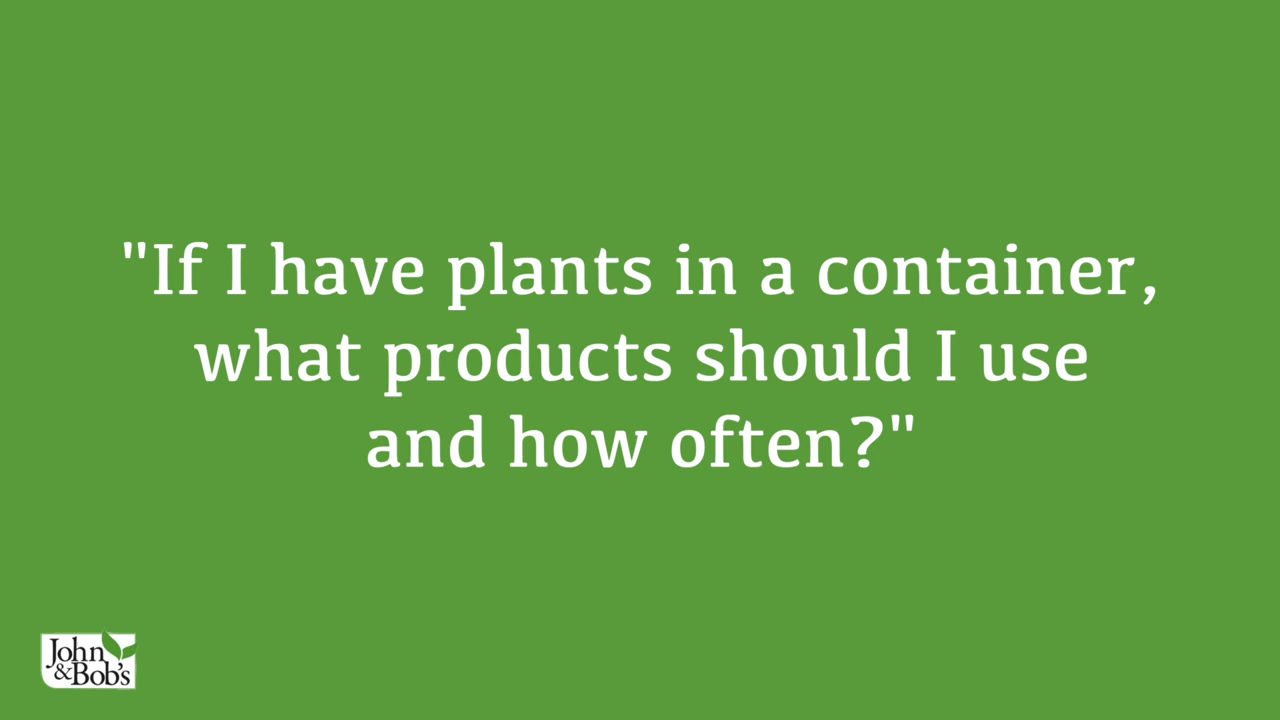 "If I have plants in a container,
what products should I use
and how often?"
John
&Bob's